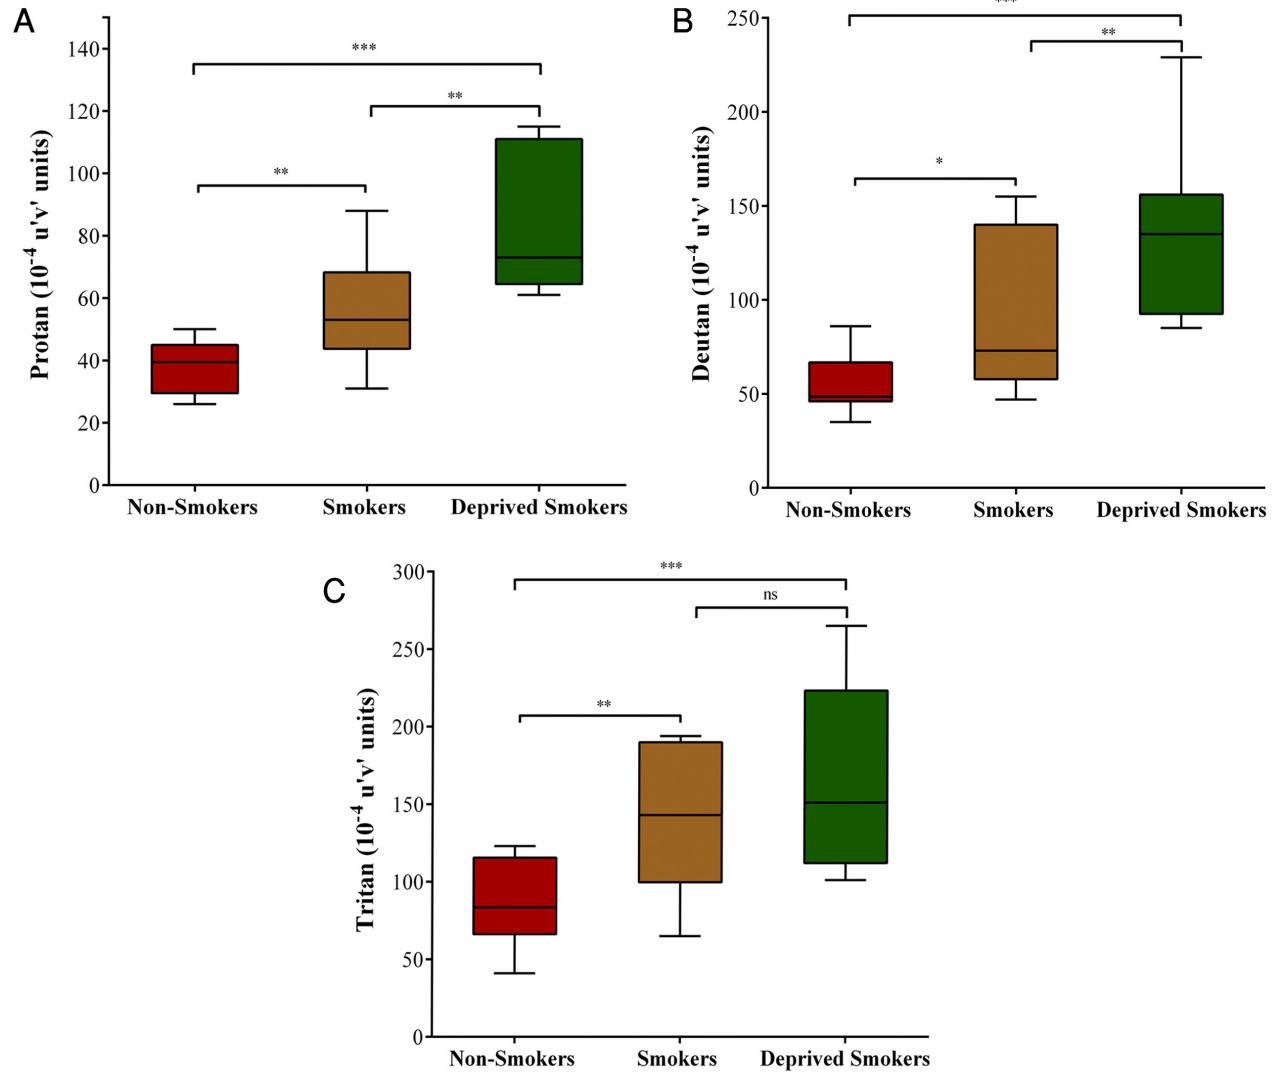 A
Protan (10-4 u'v' units)
140
120
100
80
60
40
20
0
***
**
**
Non-Smokers Smokers Deprived Smokers
B
Deutan (10-4 u'v' units)
250
200
150
100
50
0
***
**
*
Non-Smokers Smokers Deprived Smokers
C
Tritan (10-4 u'v' units)
300
250
200
150
100
50
0
***
ns
**
Non-Smokers Smokers Deprived Smokers